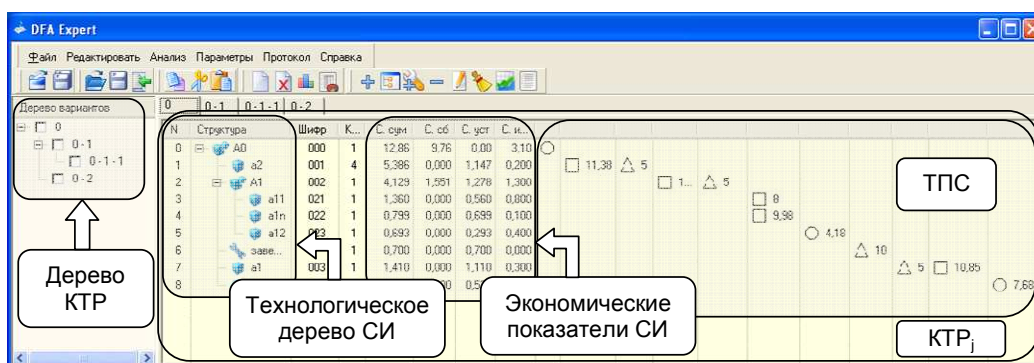 DFA Expert
Файл Редактировать Анализ Параметры Протокол Справка
Дерево вариантов
0
0-1
0-1-1
0-2
0 0-1 0-1-1 0-2
N Структура Шифр К... С. сум С. сб С. уст С. и...
0 A0 000 1 12,86 9,76 0.00 3,10
1 a2 001 4 5,386 0,000 1,147 0,200 11,38 5
2 A1 002 1 4,129 1,551 1,278 1,300 1... 5
3 a11 021 1 1,360 0,000 0,560 0,800 8
4 a1n 022 1 0,799 0,000 0,699 0,100 9,98
5 a12 023 1 0,693 0,000 0,293 0,400 4,18
6 заве... 1 0,700 0,000 0,700 0,000 10
7 a1 003 1 1,410 0,000 1,110 0,300 5 10,85
8 7,68
ТПС
Дерево КТР
Технологическое дерево СИ
Экономические показатели СИ
КТРj